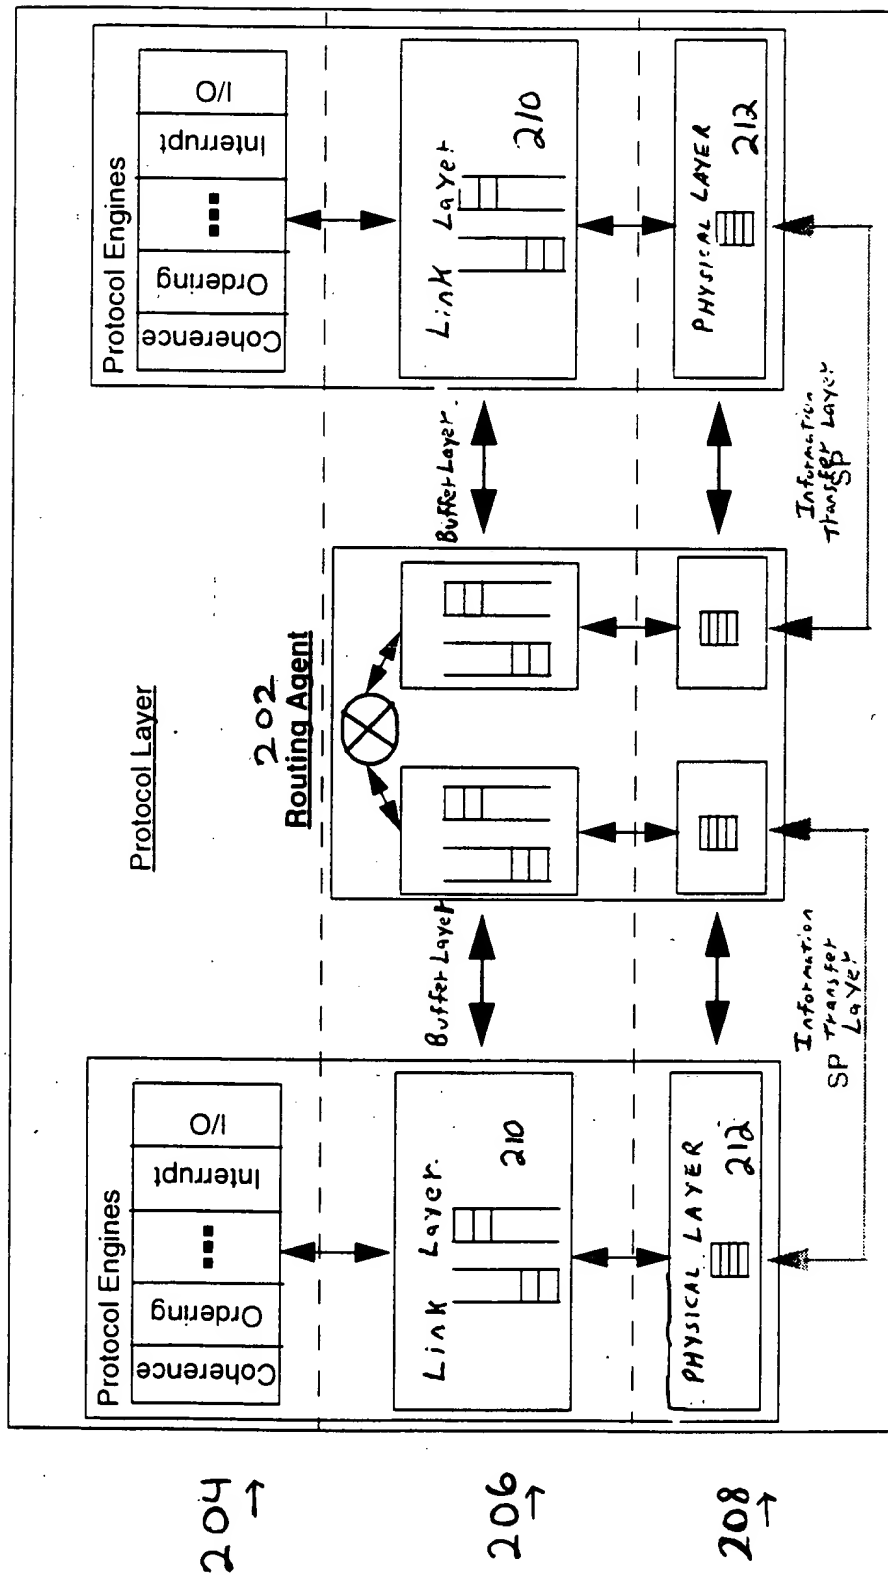 Protocol Layer
202
Routing Agent
204
→
Protocol Engines
Coherence
Ordering
...
Interrupt
I/O
Protocol Engines
Coherence
Ordering
...
Interrupt
I/O
206
→
Link Layer.
210
Buffer Layer
Buffer Layer.
Link Layer
210
208
→
PHYSICAL LAYER
212
PHYSICAL LAYER
212
Information
SP Transfer
Layer
Information
Transfer Layer
SP